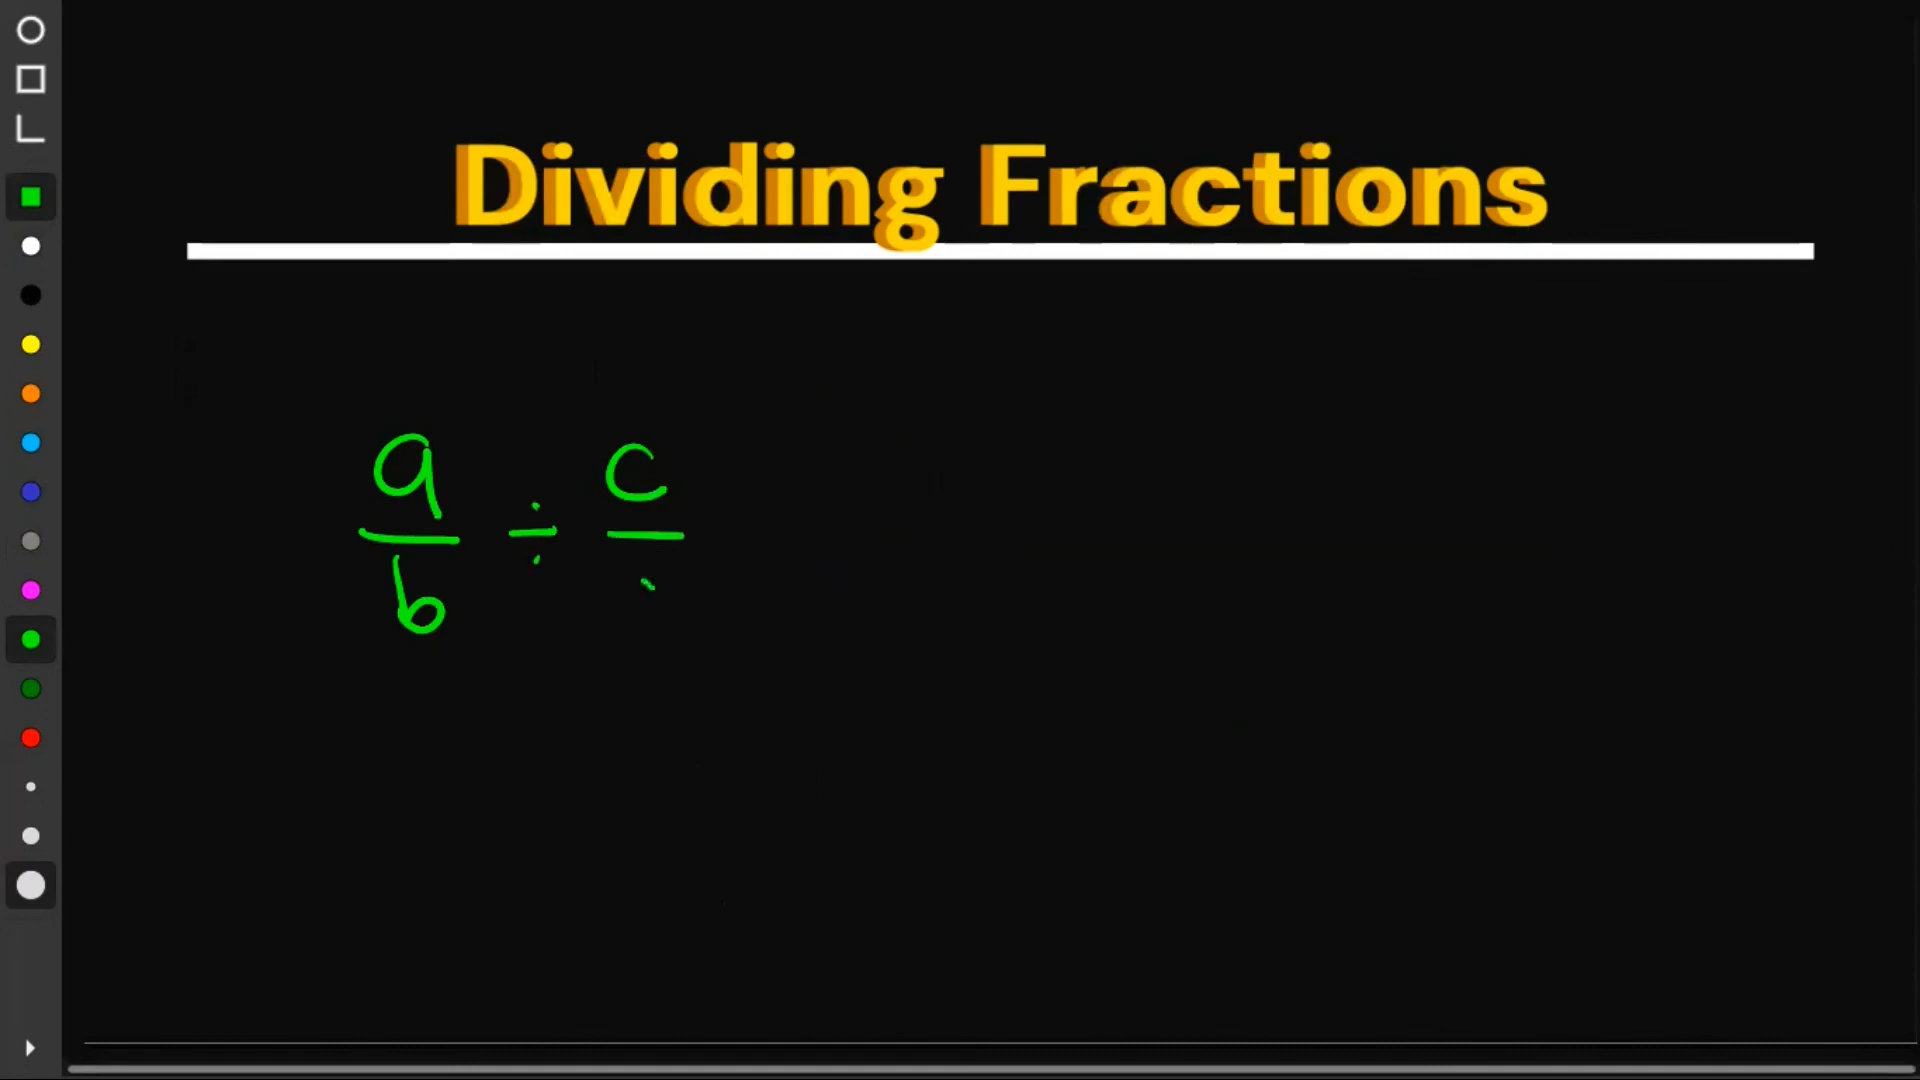 Dividing Fractions
a/b ÷ c/